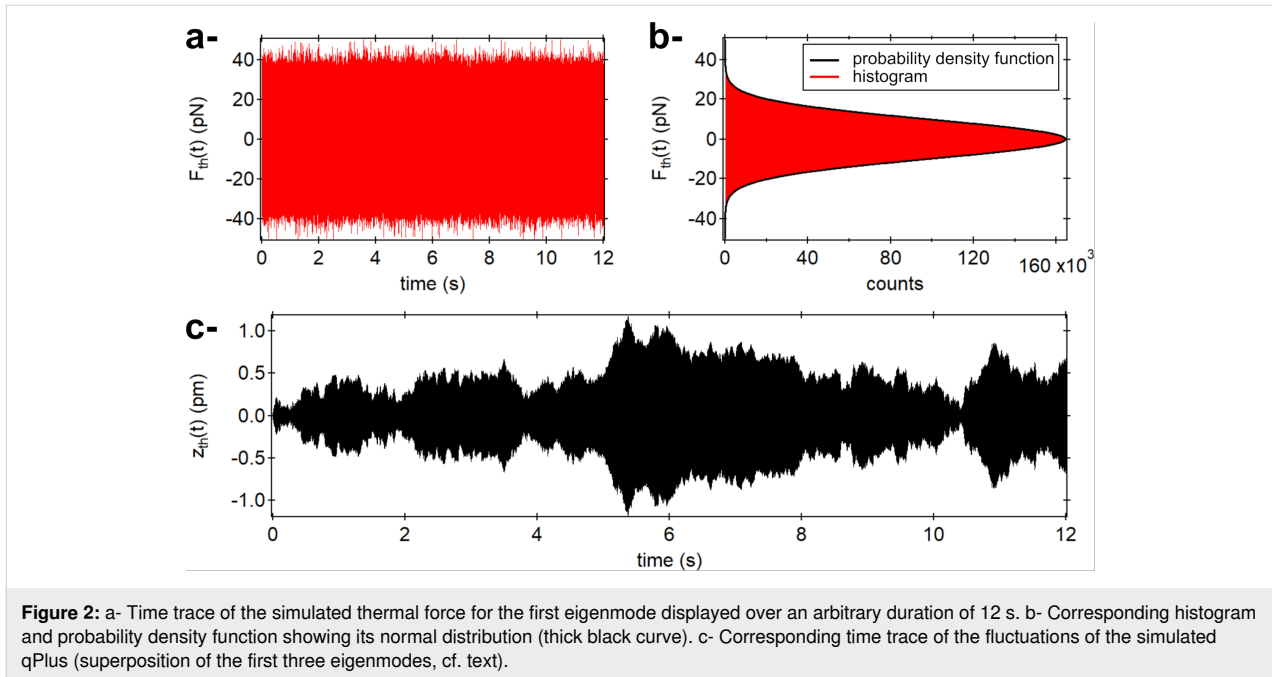 a-
F_th(t) (pN)
40
20
0
-20
-40
0 2 4 6 8 10 12
time (s)
b-
probability density function
histogram
F_th(t) (pN)
40
20
0
-20
-40
0 40 80 120 160 x10³
counts
c-
z_th(t) (pm)
1.0
0.5
0.0
-0.5
-1.0
0 2 4 6 8 10 12
time (s)
Figure 2: a- Time trace of the simulated thermal force for the first eigenmode displayed over an arbitrary duration of 12 s. b- Corresponding histogram
and probability density function showing its normal distribution (thick black curve). c- Corresponding time trace of the fluctuations of the simulated
qPlus (superposition of the first three eigenmodes, cf. text).